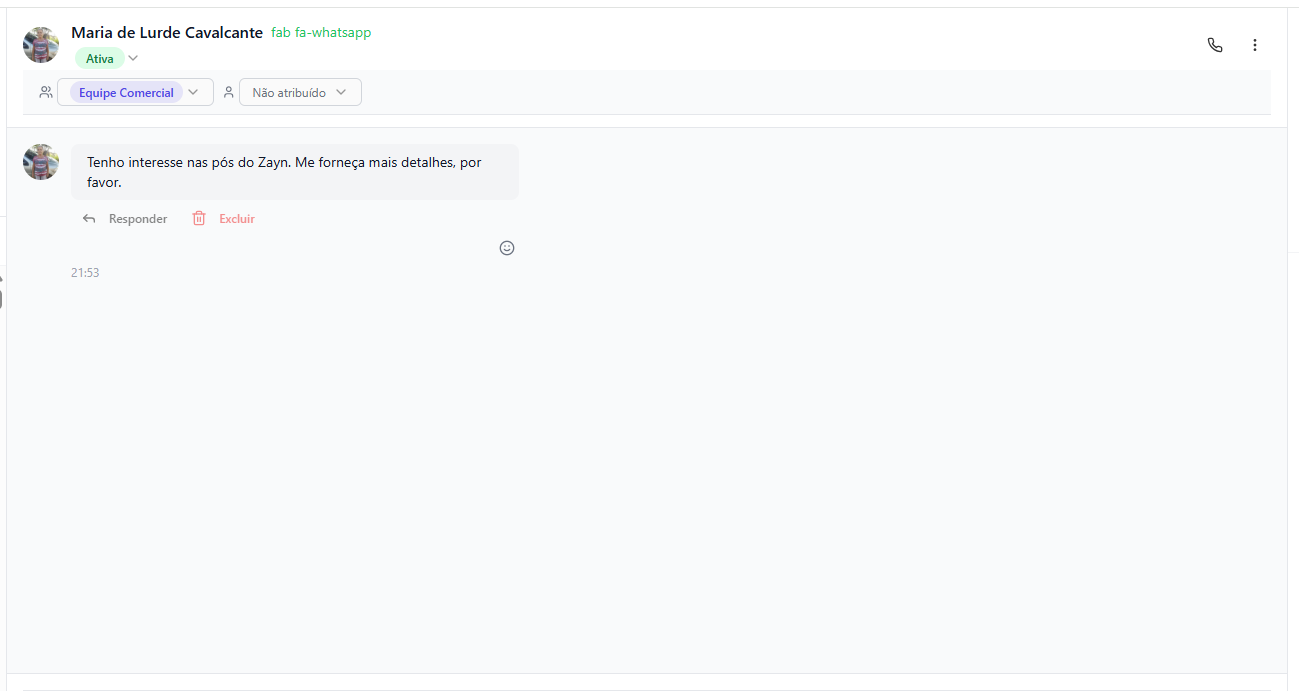 Maria de Lurde Cavalcante fab fa-whatsapp
Ativa
Equipe Comercial Não atribuído
Tenho interesse nas pós do Zayn. Me forneça mais detalhes, por
favor.
Responder Excluir
21:53